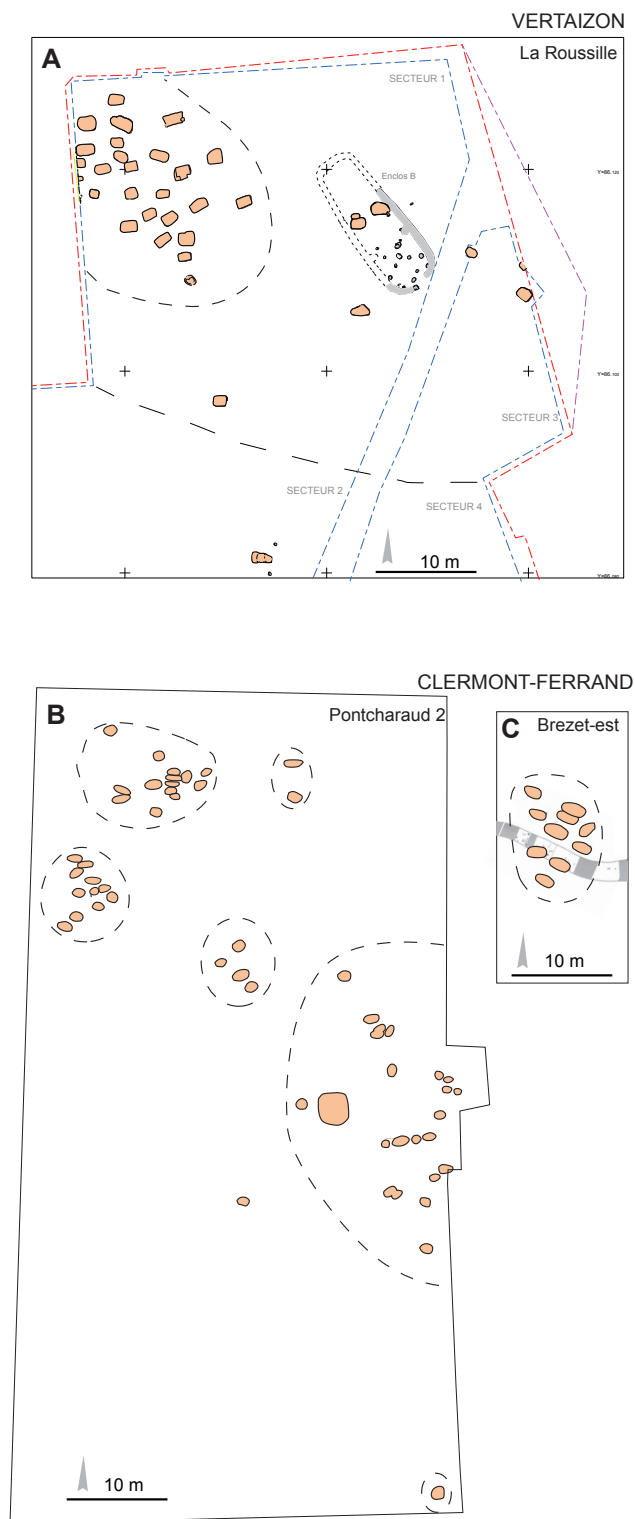 VERTAIZON
A
La Roussille
SECTEUR 1
Enclos B
SECTEUR 3
SECTEUR 2
SECTEUR 4
10 m
CLERMONT-FERRAND
B
Pontcharaud 2
C
Brezet-est
10 m
10 m